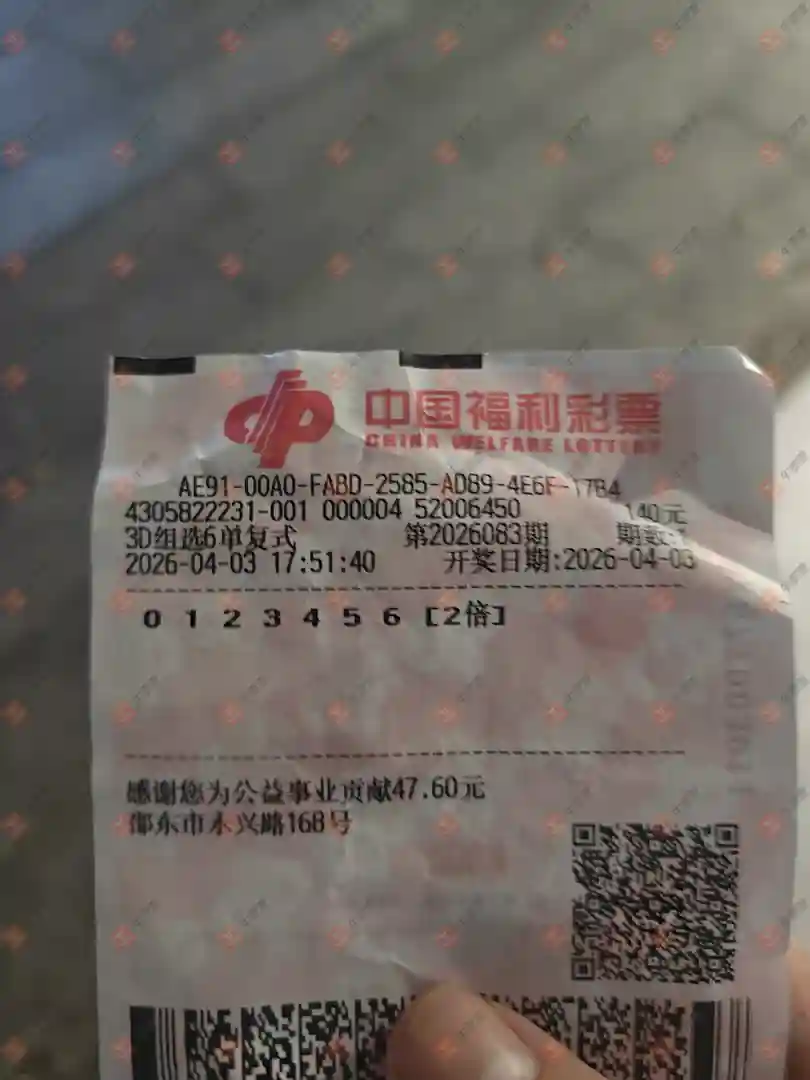 中国福利彩票
CHINA WELFARE LOTTERY
AE91-00A0-FABD-2585-AD89-4E6F-17B4
4305822231-001 000004 52006450 140元
3D组选6单复式 第2026083期 期数:1
2026-04-03 17:51:40 开奖日期:2026-04-03
0 1 2 3 4 5 6 [2倍]
感谢您为公益事业贡献47.60元
邵东市永兴路168号